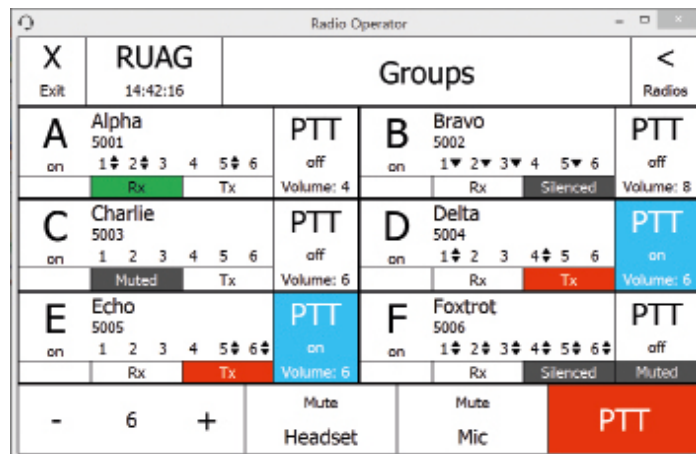 Radio Operator
X RUAG Groups <
Exit 14:42:16 Radios
A Alpha PTT
5001
on 1 2 3 4 5 6 off
Rx Tx Volume: 4
B Bravo PTT
5002
on 1 2 3 4 5 6 off
Rx Silenced Volume: 8
C Charlie PTT
5003
on 1 2 3 4 5 6 off
Muted Tx Volume: 6
D Delta PTT
5004
on 1 2 3 4 5 6 on
Rx Tx Volume: 6
E Echo PTT
5005
on 1 2 3 4 5 6 on
Rx Tx Volume: 6
F Foxtrot PTT
5006
on 1 2 3 4 5 6 off
Rx Silenced Muted
- 6 +
Mute
Headset
Mute
Mic
PTT